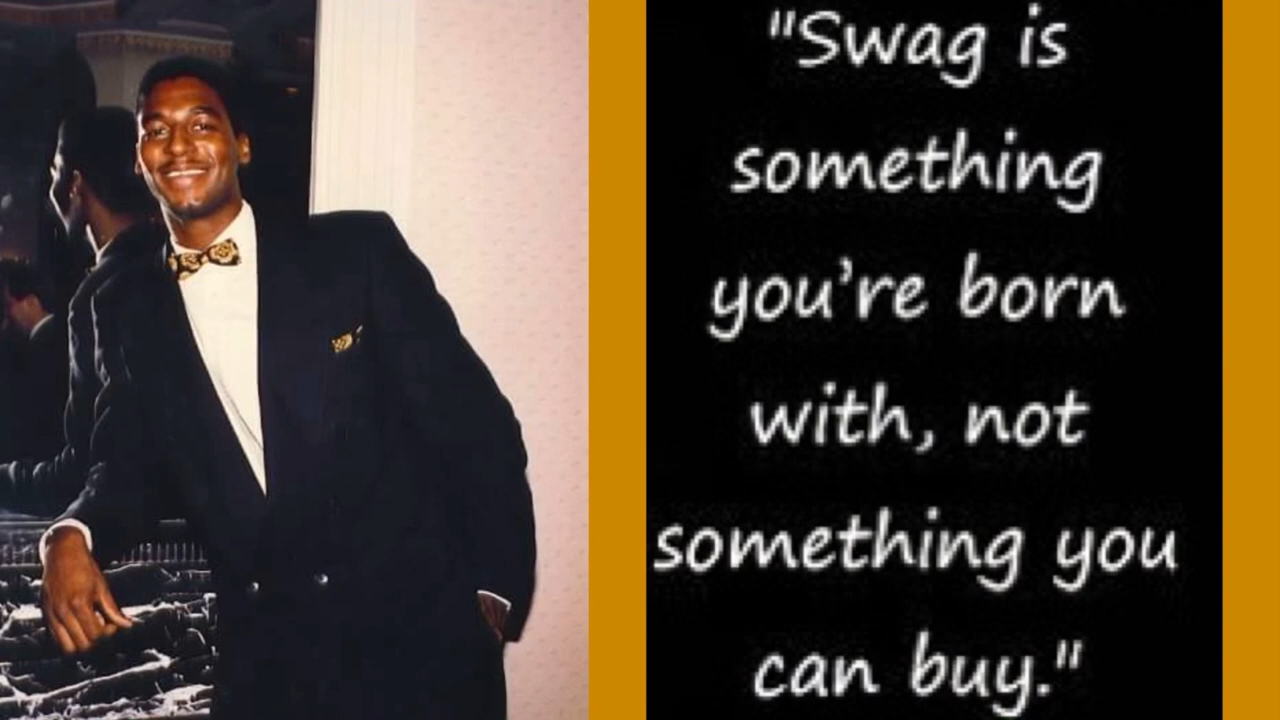 "Swag is
something
you're born
with, not
something you
can buy."